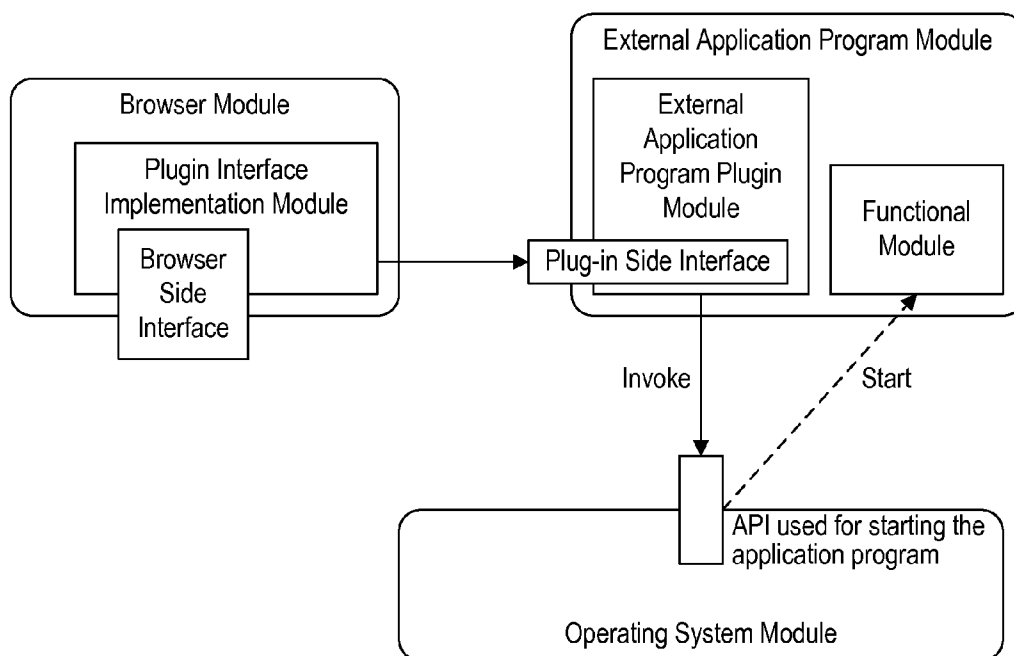 External Application Program Module
Browser Module
External
Application
Program Plugin
Module
Plugin Interface
Implementation Module
Functional
Module
Browser
Side
Interface
Plug-in Side Interface
Invoke
Start
API used for starting the
application program
Operating System Module